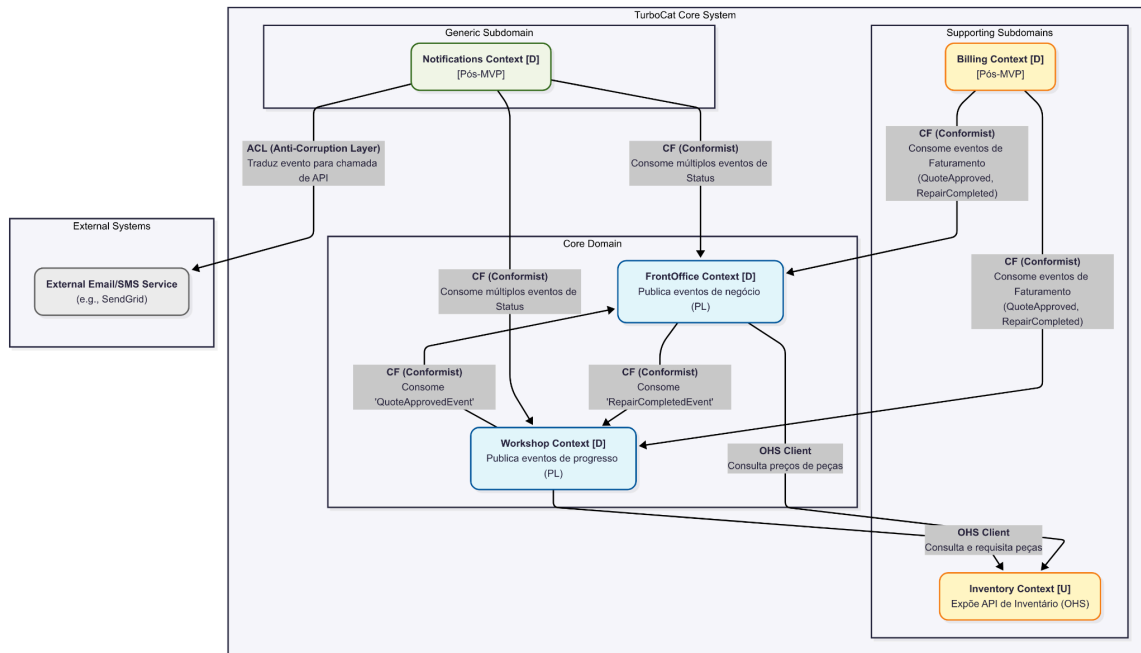 TurboCat Core System
Generic Subdomain
Notifications Context [D]
[Pós-MVP]
Supporting Subdomains
Billing Context [D]
[Pós-MVP]
ACL (Anti-Corruption Layer)
Traduz evento para chamada
de API
CF (Conformist)
Consome múltiplos eventos de
Status
CF (Conformist)
Consome eventos de
Faturamento
(QuoteApproved,
RepairCompleted)
External Systems
External Email/SMS Service
(e.g., SendGrid)
Core Domain
CF (Conformist)
Consome múltiplos eventos de
Status
FrontOffice Context [D]
Publica eventos de negócio
(PL)
CF (Conformist)
Consome eventos de
Faturamento
(QuoteApproved,
RepairCompleted)
CF (Conformist)
Consome
'QuoteApprovedEvent'
CF (Conformist)
Consome
'RepairCompletedEvent'
Workshop Context [D]
Publica eventos de progresso
(PL)
OHS Client
Consulta preços de peças
OHS Client
Consulta e requisita peças
Inventory Context [U]
Expõe API de Inventário (OHS)